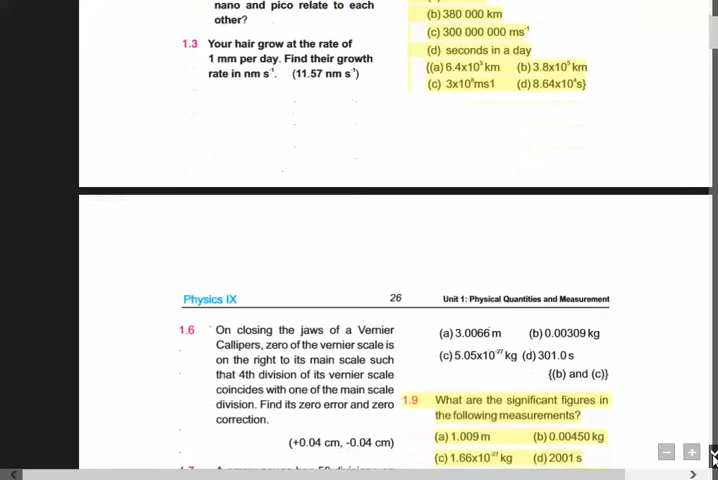 nano and pico relate to each
other?
1.3 Your hair grow at the rate of
1 mm per day. Find their growth
rate in nm s⁻¹. (11.57 nm s⁻¹)
(b) 380 000 km
(c) 300 000 000 ms⁻¹
(d) seconds in a day
{(a) 6.4x10³ km (b) 3.8x10⁵ km
(c) 3x10⁸ms1 (d) 8.64x10⁴s}
Physics IX 26 Unit 1: Physical Quantities and Measurement
1.6 On closing the jaws of a Vernier
Callipers, zero of the vernier scale is
on the right to its main scale such
that 4th division of its vernier scale
coincides with one of the main scale
division. Find its zero error and zero
correction.
(+0.04 cm, -0.04 cm)
(a) 3.0066 m (b) 0.00309 kg
(c) 5.05x10⁻²⁷ kg (d) 301.0 s
{(b) and (c)}
1.9 What are the significant figures in
the following measurements?
(a) 1.009 m (b) 0.00450 kg
(c) 1.66x10⁻²⁷ kg (d) 2001 s